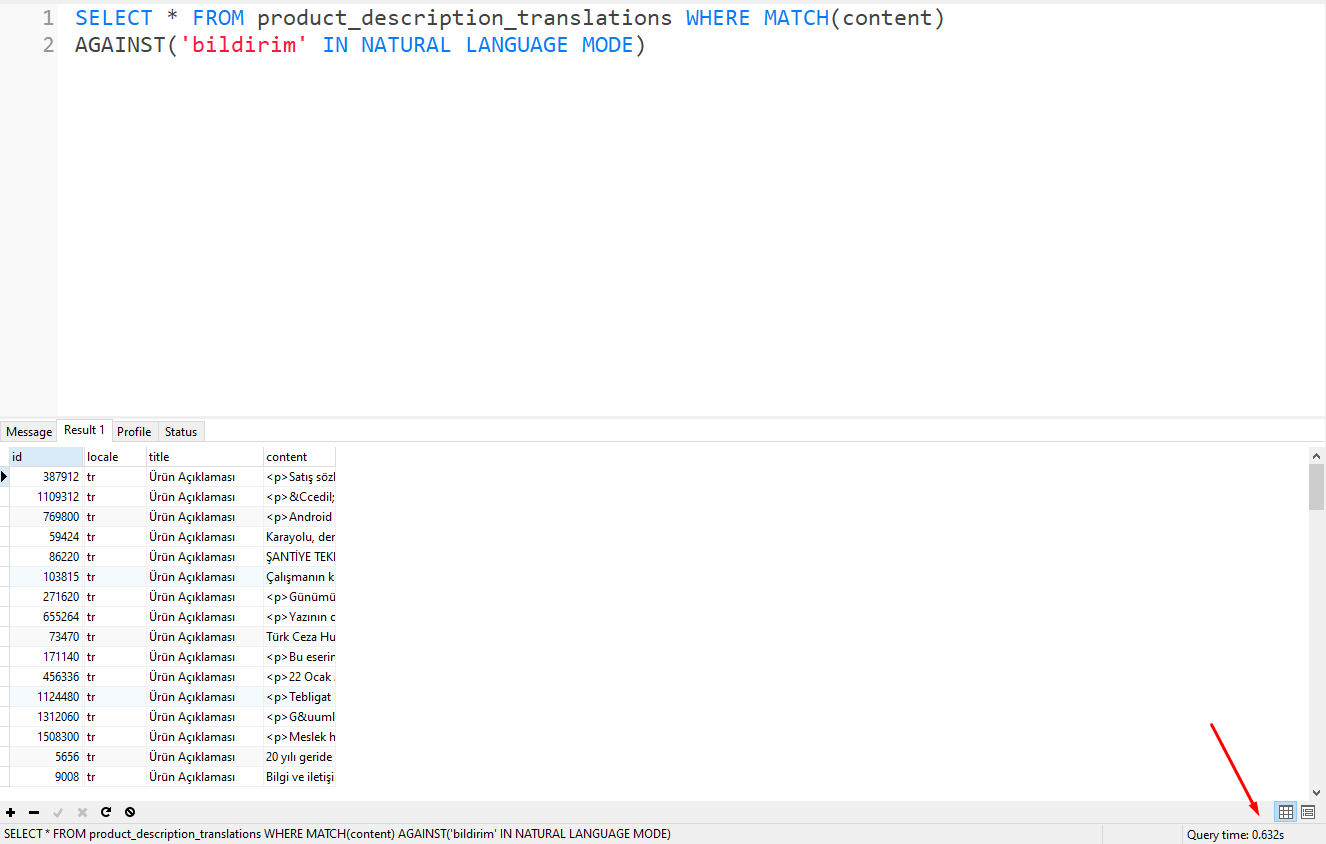 1 SELECT * FROM product_description_translations WHERE MATCH(content)
2 AGAINST('bildirim' IN NATURAL LANGUAGE MODE)
Message Result 1 Profile Status
id locale title content
387912 tr Ürün Açıklaması <p>Satış sözl
1109312 tr Ürün Açıklaması <p>&Ccedil;
769800 tr Ürün Açıklaması <p>Android
59424 tr Ürün Açıklaması Karayolu, den
86220 tr Ürün Açıklaması ŞANTİYE TEKN
103815 tr Ürün Açıklaması Çalışmanın k
271620 tr Ürün Açıklaması <p>Günümü
655264 tr Ürün Açıklaması <p>Yazının o
73470 tr Ürün Açıklaması Türk Ceza Hu
171140 tr Ürün Açıklaması <p>Bu eserin
456336 tr Ürün Açıklaması <p>22 Ocak
1124480 tr Ürün Açıklaması <p>Tebligat
1312060 tr Ürün Açıklaması <p>G&uuml
1508300 tr Ürün Açıklaması <p>Meslek h
5656 tr Ürün Açıklaması 20 yılı geride
9008 tr Ürün Açıklaması Bilgi ve iletişi
SELECT * FROM product_description_translations WHERE MATCH(content) AGAINST('bildirim' IN NATURAL LANGUAGE MODE)
Query time: 0.632s